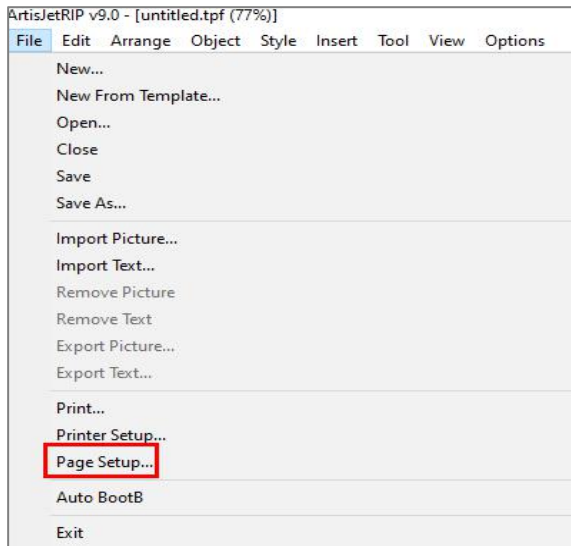 ArtisJetRIP v9.0 - [untitled.tpf (77%)]
File Edit Arrange Object Style Insert Tool View Options
New...
New From Template...
Open...
Close
Save
Save As...
Import Picture...
Import Text...
Remove Picture
Remove Text
Export Picture...
Export Text...
Print...
Printer Setup...
Page Setup...
Auto BootB
Exit